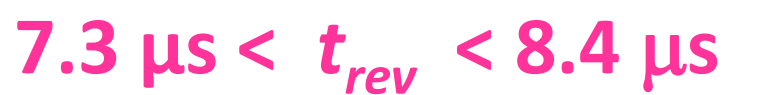 7.3 µs < t_rev < 8.4 µs